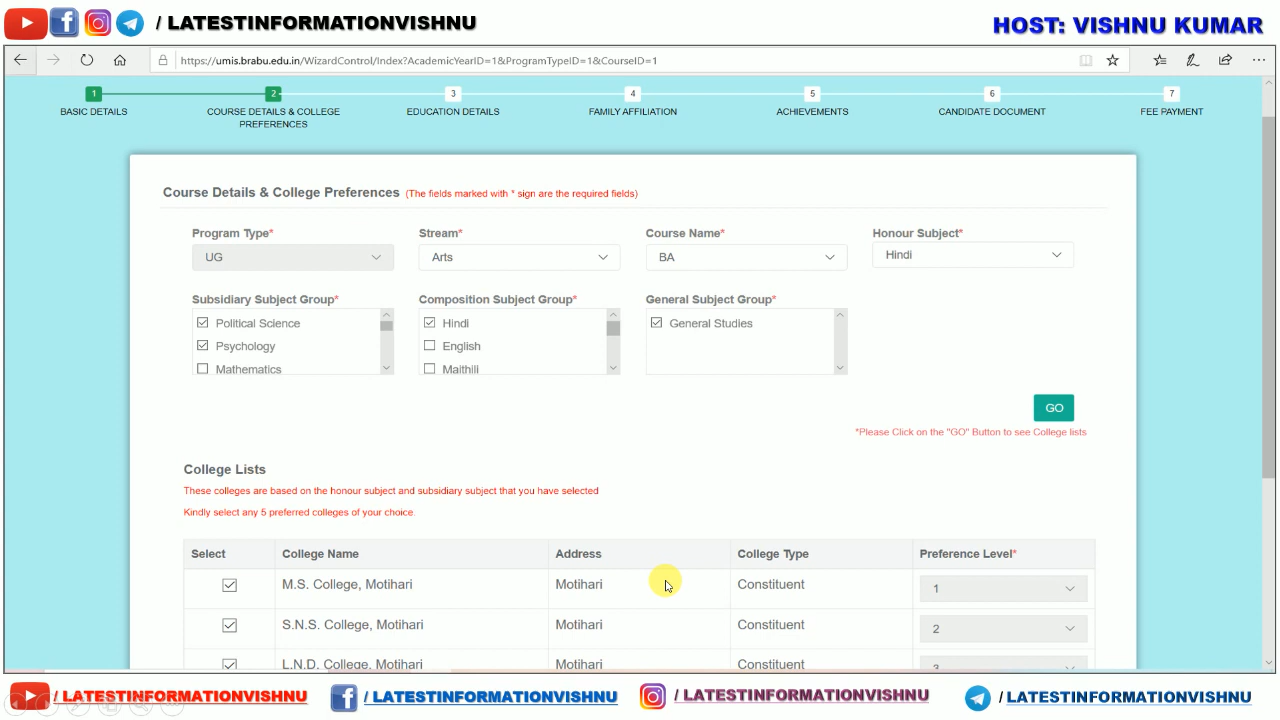 / LATESTINFORMATIONVISHNU
HOST: VISHNU KUMAR
https://umis.brabu.edu.in/WizardControl/Index?AcademicYearID=1&ProgramTypeID=1&CourseID=1
1 2 3 4 5 6 7
BASIC DETAILS COURSE DETAILS & COLLEGE EDUCATION DETAILS FAMILY AFFILIATION ACHIEVEMENTS CANDIDATE DOCUMENT FEE PAYMENT
PREFERENCES
Course Details & College Preferences (The fields marked with * sign are the required fields)
Program Type* Stream* Course Name* Honour Subject*
UG Arts BA Hindi
Subsidiary Subject Group* Composition Subject Group* General Subject Group*
Political Science Hindi General Studies
Psychology English
Mathematics Maithili
GO
*Please Click on the "GO" Button to see College lists
College Lists
These colleges are based on the honour subject and subsidiary subject that you have selected
Kindly select any 5 preferred colleges of your choice
Select College Name Address College Type Preference Level*
M.S. College, Motihari Motihari Constituent 1
S.N.S. College, Motihari Motihari Constituent 2
L.N.D. College, Motihari Motihari Constituent 3
/ LATESTINFORMATIONVISHNU / LATESTINFORMATIONVISHNU / LATESTINFORMATIONVISHNU / LATESTINFORMATIONVISHNU